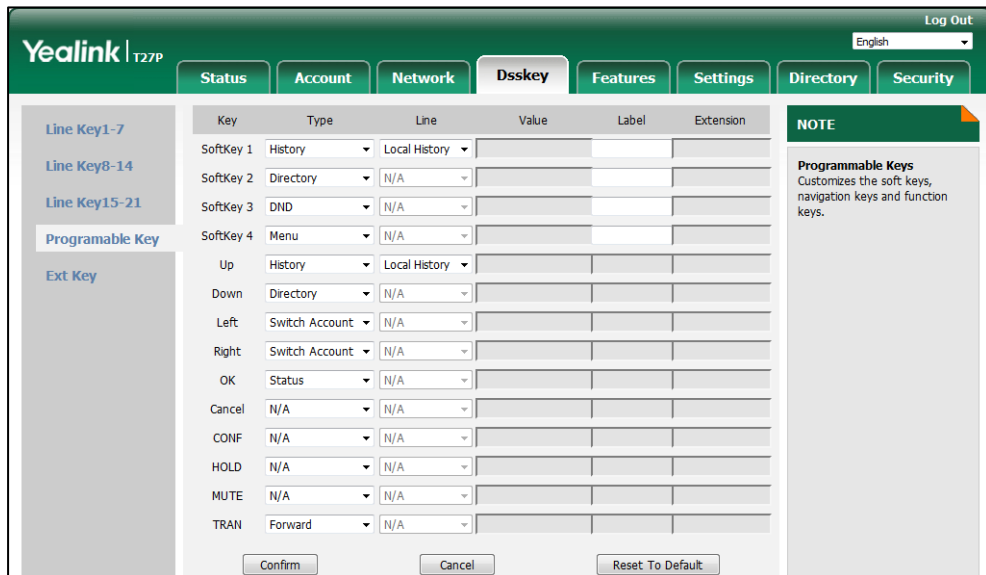 Log Out
Yealink T27P
English
Status Account Network Dsskey Features Settings Directory Security
Line Key1-7
Line Key8-14
Line Key15-21
Programable Key
Ext Key
Key Type Line Value Label Extension
SoftKey 1 History Local History
SoftKey 2 Directory N/A
SoftKey 3 DND N/A
SoftKey 4 Menu N/A
Up History Local History
Down Directory N/A
Left Switch Account N/A
Right Switch Account N/A
OK Status N/A
Cancel N/A N/A
CONF N/A N/A
HOLD N/A N/A
MUTE N/A N/A
TRAN Forward N/A
Confirm Cancel Reset To Default
NOTE
Programmable Keys
Customizes the soft keys,
navigation keys and function
keys.